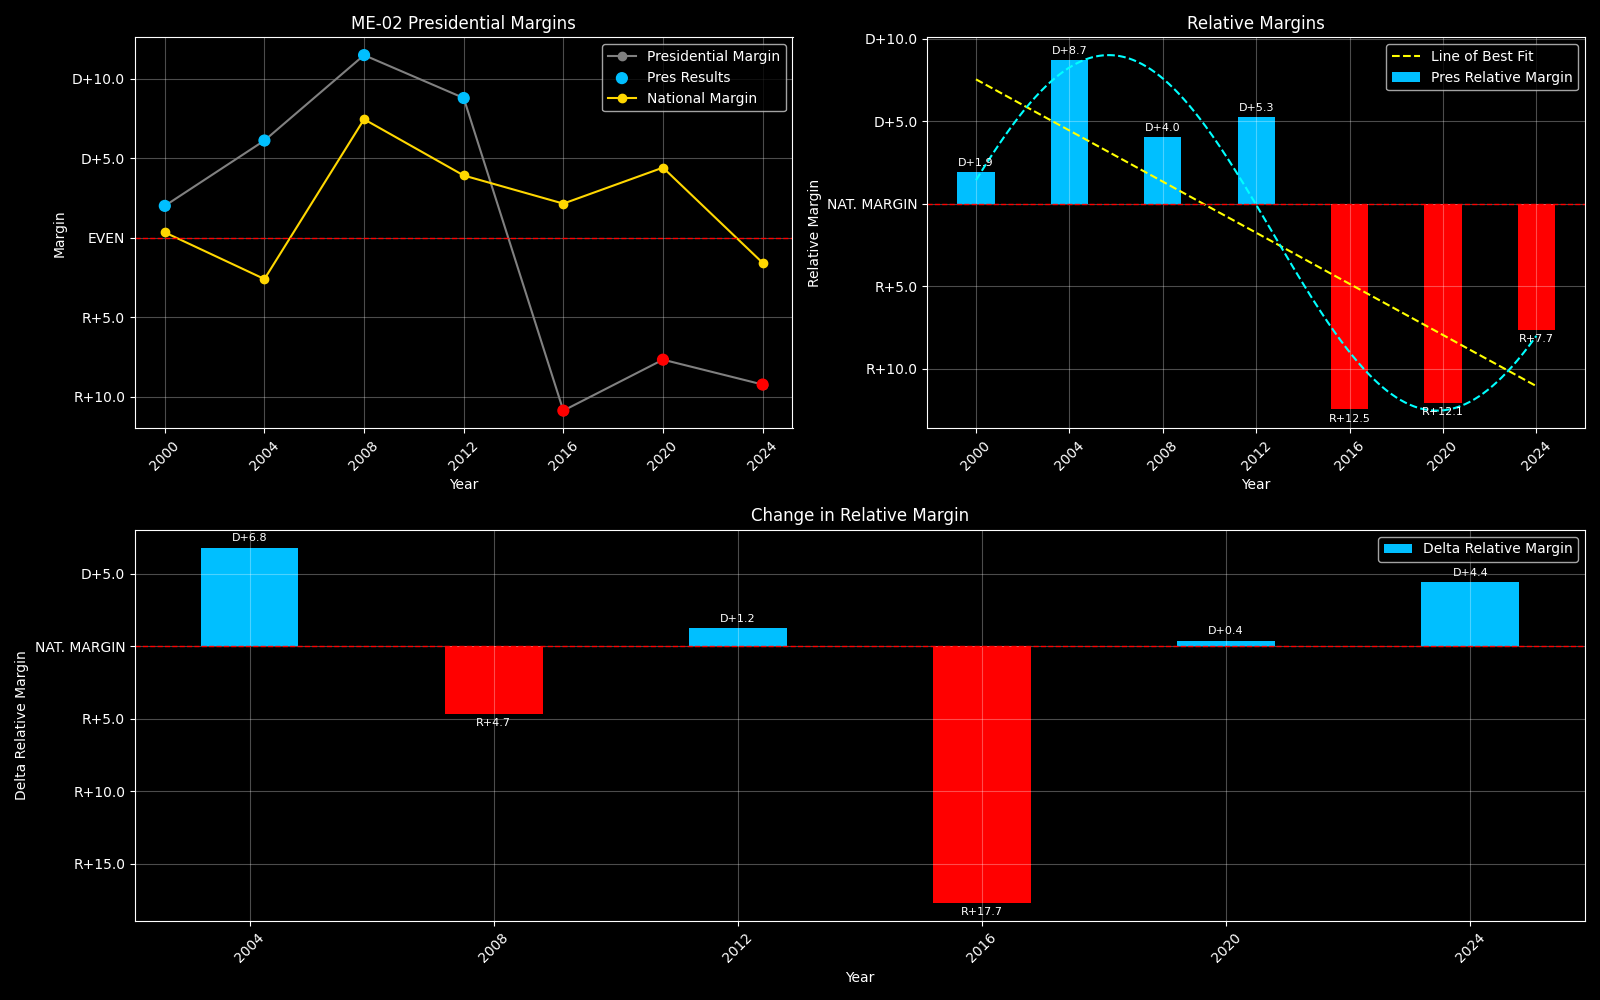 ME-02 Presidential Margins
Margin
D+10.0
D+5.0
EVEN
R+5.0
R+10.0
Presidential Margin
Pres Results
National Margin
2000
2004
2008
2012
2016
2020
2024
Year
Relative Margins
Relative Margin
D+10.0
D+5.0
NAT. MARGIN
R+5.0
R+10.0
Line of Best Fit
Pres Relative Margin
D+1.9
D+8.7
D+4.0
D+5.3
R+12.5
R+12.1
R+7.7
2000
2004
2008
2012
2016
2020
2024
Year
Change in Relative Margin
Delta Relative Margin
D+5.0
NAT. MARGIN
R+5.0
R+10.0
R+15.0
Delta Relative Margin
D+6.8
R+4.7
D+1.2
R+17.7
D+0.4
D+4.4
2004
2008
2012
2016
2020
2024
Year